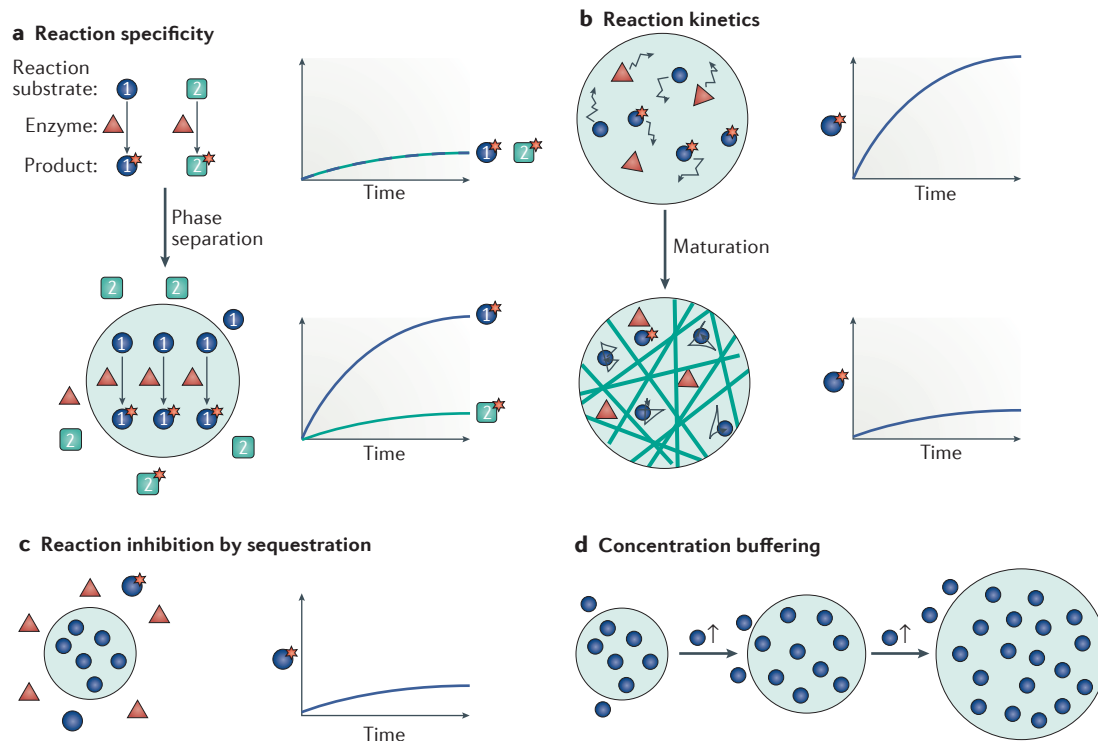 a Reaction specificity
Reaction
substrate:
1
2
Enzyme:
Product:
1
2
Time
1
2
Phase
separation
2
2
1
1
1
1
1
1
1
2
2
2
Time
1
2
b Reaction kinetics
Time
Maturation
Time
c Reaction inhibition by sequestration
Time
d Concentration buffering
↑
↑